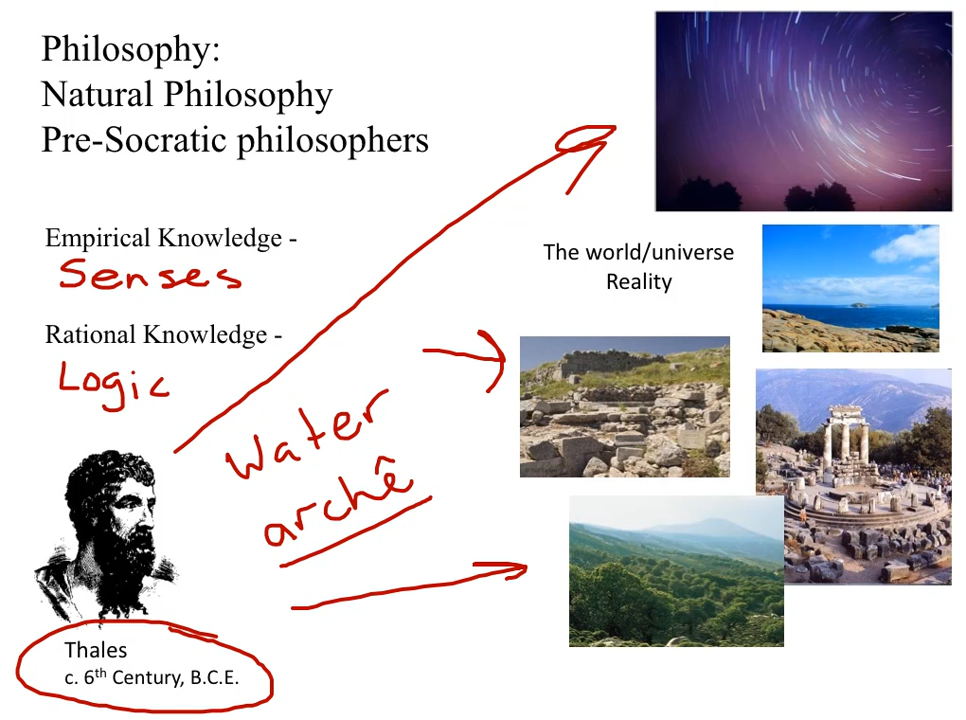 Philosophy:
Natural Philosophy
Pre-Socratic philosophers
Empirical Knowledge -
Senses
Rational Knowledge -
Logic
The world/universe
Reality
Water
archê
Thales
c. 6th Century, B.C.E.